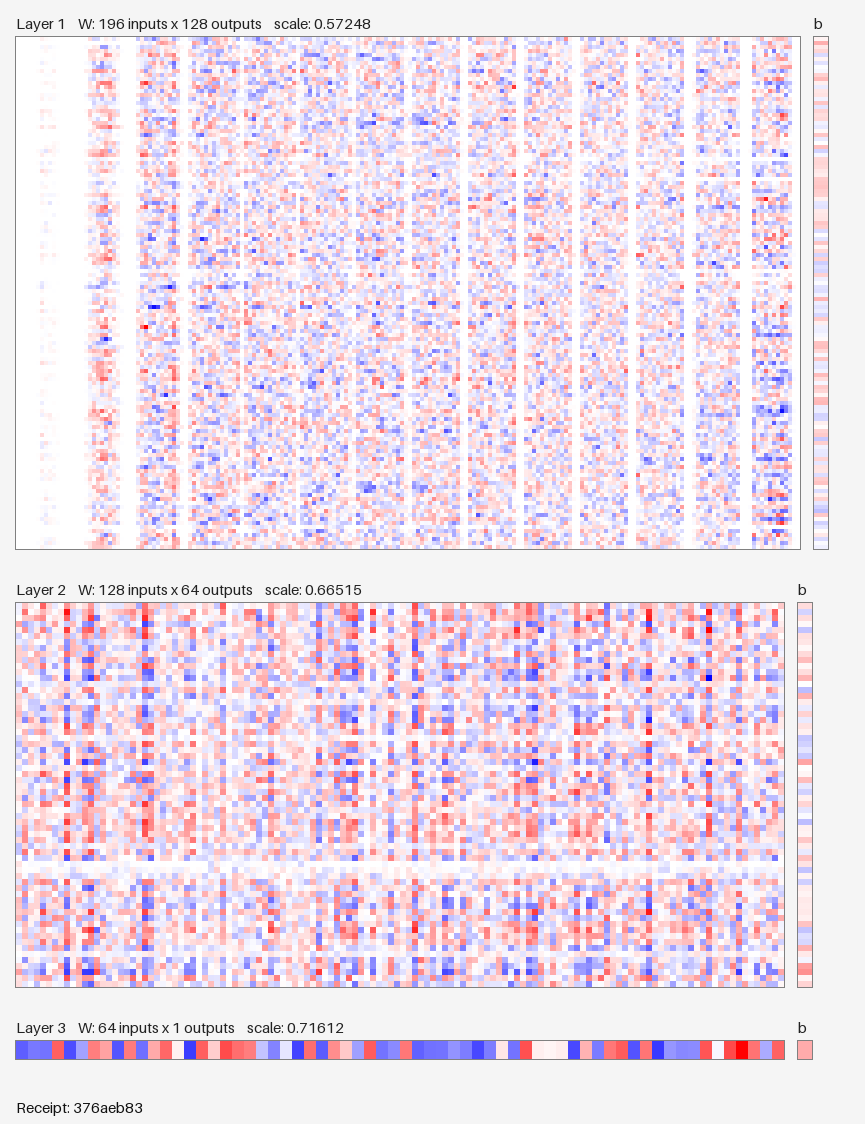 Layer 1 W: 196 inputs x 128 outputs scale: 0.57248 b
Layer 2 W: 128 inputs x 64 outputs scale: 0.66515 b
Layer 3 W: 64 inputs x 1 outputs scale: 0.71612 b
Receipt: 376aeb83